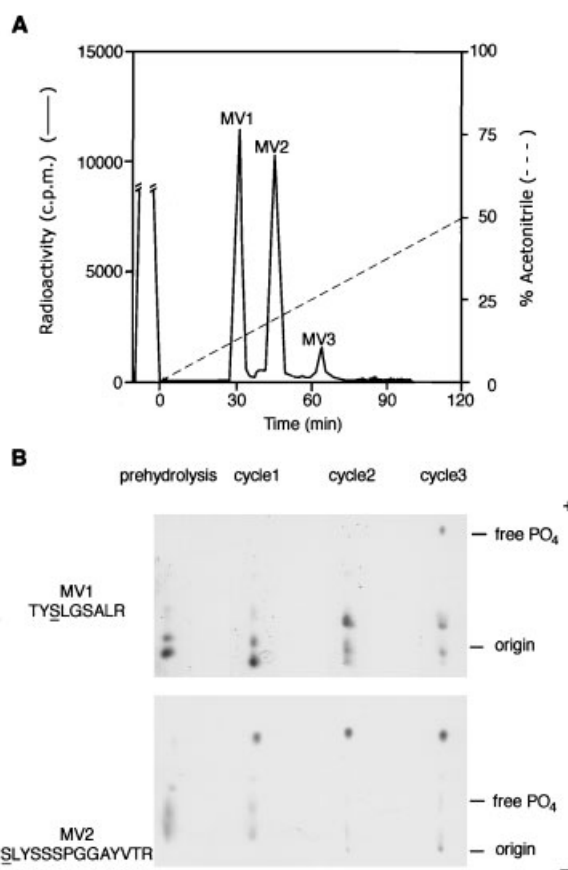 A
15000
10000
5000
0
Radioactivity (c.p.m.) (——)
100
75
50
25
0
% Acetonitrile (- - -)
MV1
MV2
MV3
0 30 60 90 120
Time (min)
B
prehydrolysis cycle1 cycle2 cycle3
+
MV1
TYSLGSALR
— free PO4
— origin
MV2
SLYSSSPGGAYVTR
— free PO4
— origin
–